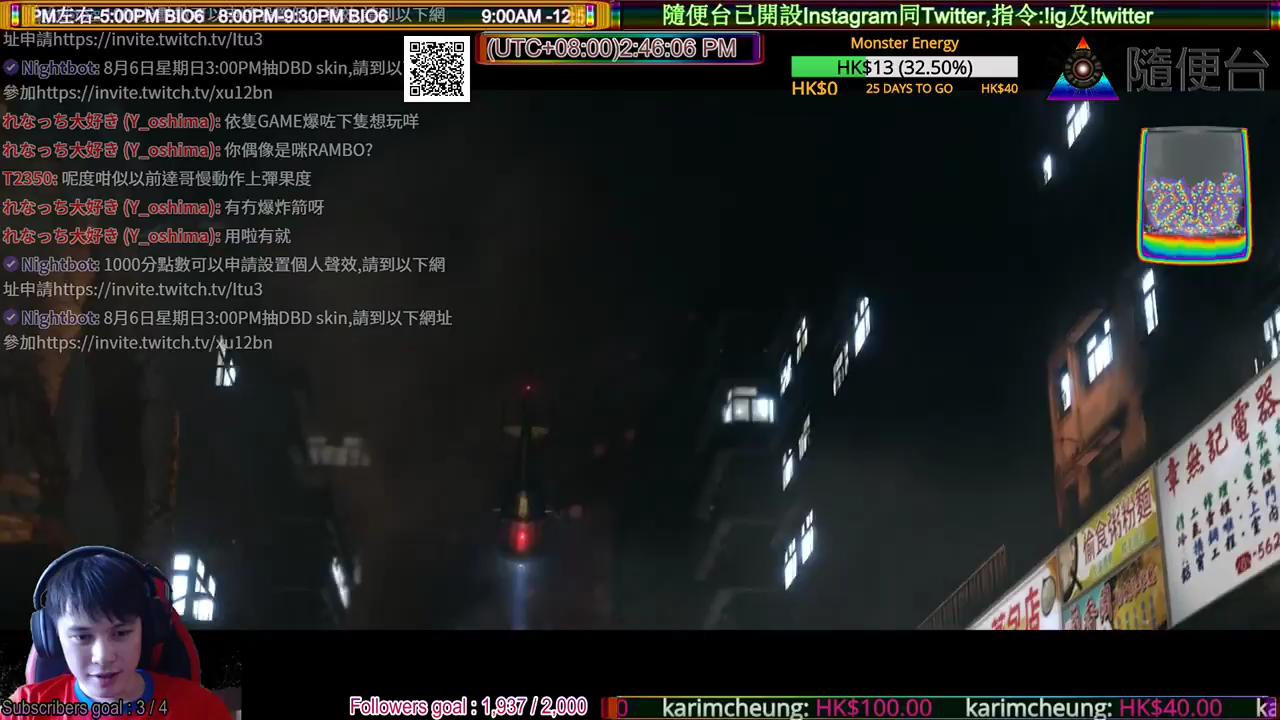 PM左右-5:00PM BIO6 8:00PM-9:30PM BIO6 9:00AM -12:
隨便台已開設Instagram同Twitter,指令:!ig及!twitter
址申請https://invite.twitch.tv/Itu3
(UTC+08:00)2:46:06 PM
Monster Energy
HK$13 (32.50%)
HK$0 25 DAYS TO GO HK$40
隨便台
Nightbot: 8月6日星期日3:00PM抽DBD skin,請到以
參加https://invite.twitch.tv/xu12bn
れなっち大好き (Y_oshima): 依隻GAME爆咗下隻想玩咩
れなっち大好き (Y_oshima): 你偶像是咪RAMBO?
T2350: 呢度咁似以前達哥慢動作上彈果度
れなっち大好き (Y_oshima): 有冇爆炸箭呀
れなっち大好き (Y_oshima): 用啦有就
Nightbot: 1000分點數可以申請設置個人聲效,請到以下網
址申請https://invite.twitch.tv/Itu3
Nightbot: 8月6日星期日3:00PM抽DBD skin,請到以下網址
參加https://invite.twitch.tv/xu12bn
韋無記電器
偷食粥粉麵
Subscribers goal : 3 / 4
Followers goal : 1,937 / 2,000
karimcheung: HK$100.00 karimcheung: HK$40.00